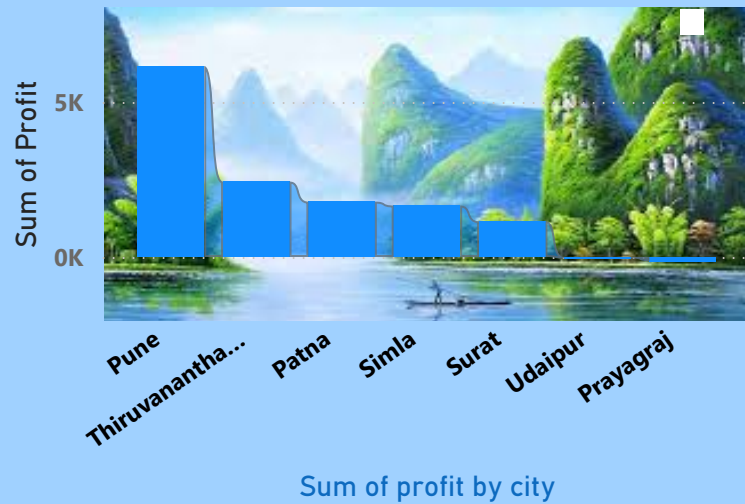 Sum of Profit
5K
0K
Pune
Thiruvanantha...
Patna
Simla
Surat
Udaipur
Prayagraj
Sum of profit by city